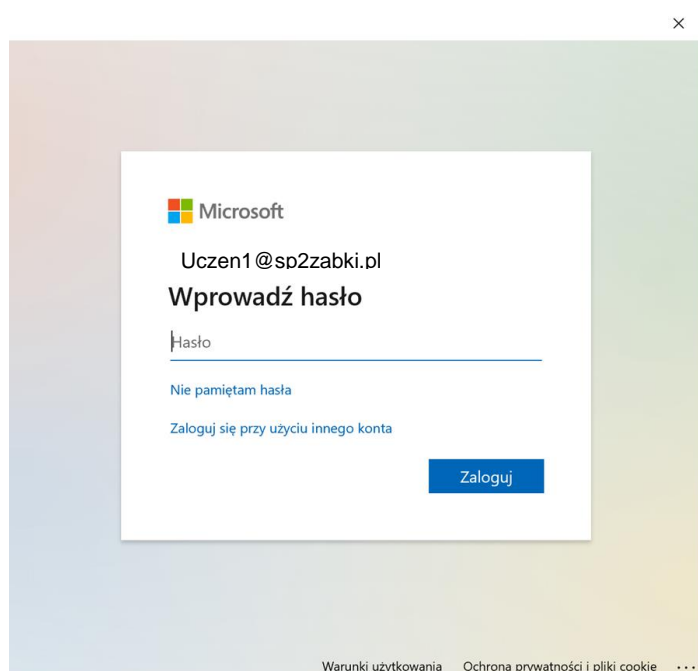 Microsoft
Uczen1@sp2zabki.pl
Wprowadź hasło
Hasło
Nie pamiętam hasła
Zaloguj się przy użyciu innego konta
Zaloguj
Warunki użytkowania Ochrona prywatności i pliki cookie ...